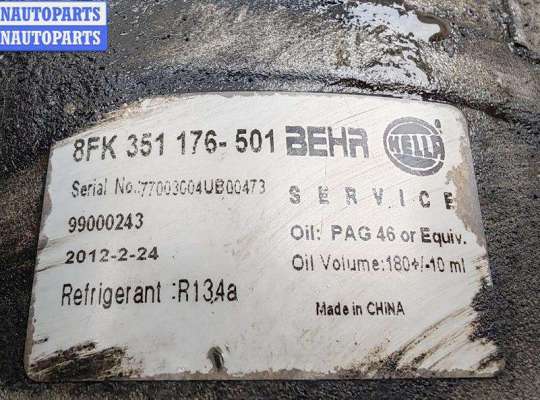 NAUTOPARTS
NAUTOPARTS
8FK 351 176-501 BEHR HELLA
Serial No.:77003C04UB00473 SERVICE
99000243 Oil: PAG 46 or Equiv.
2012-2-24 Oil Volume:180+/-10 ml
Refrigerant :R134a
Made in CHINA